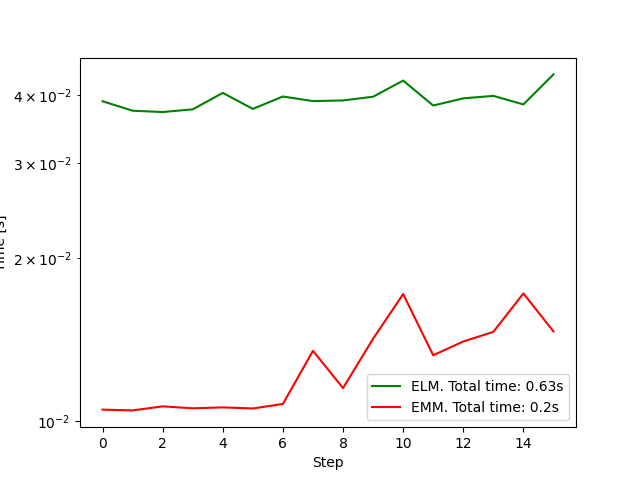 4 × 10⁻²
3 × 10⁻²
2 × 10⁻²
10⁻²
0 2 4 6 8 10 12 14
Step
ELM. Total time: 0.63s
EMM. Total time: 0.2s